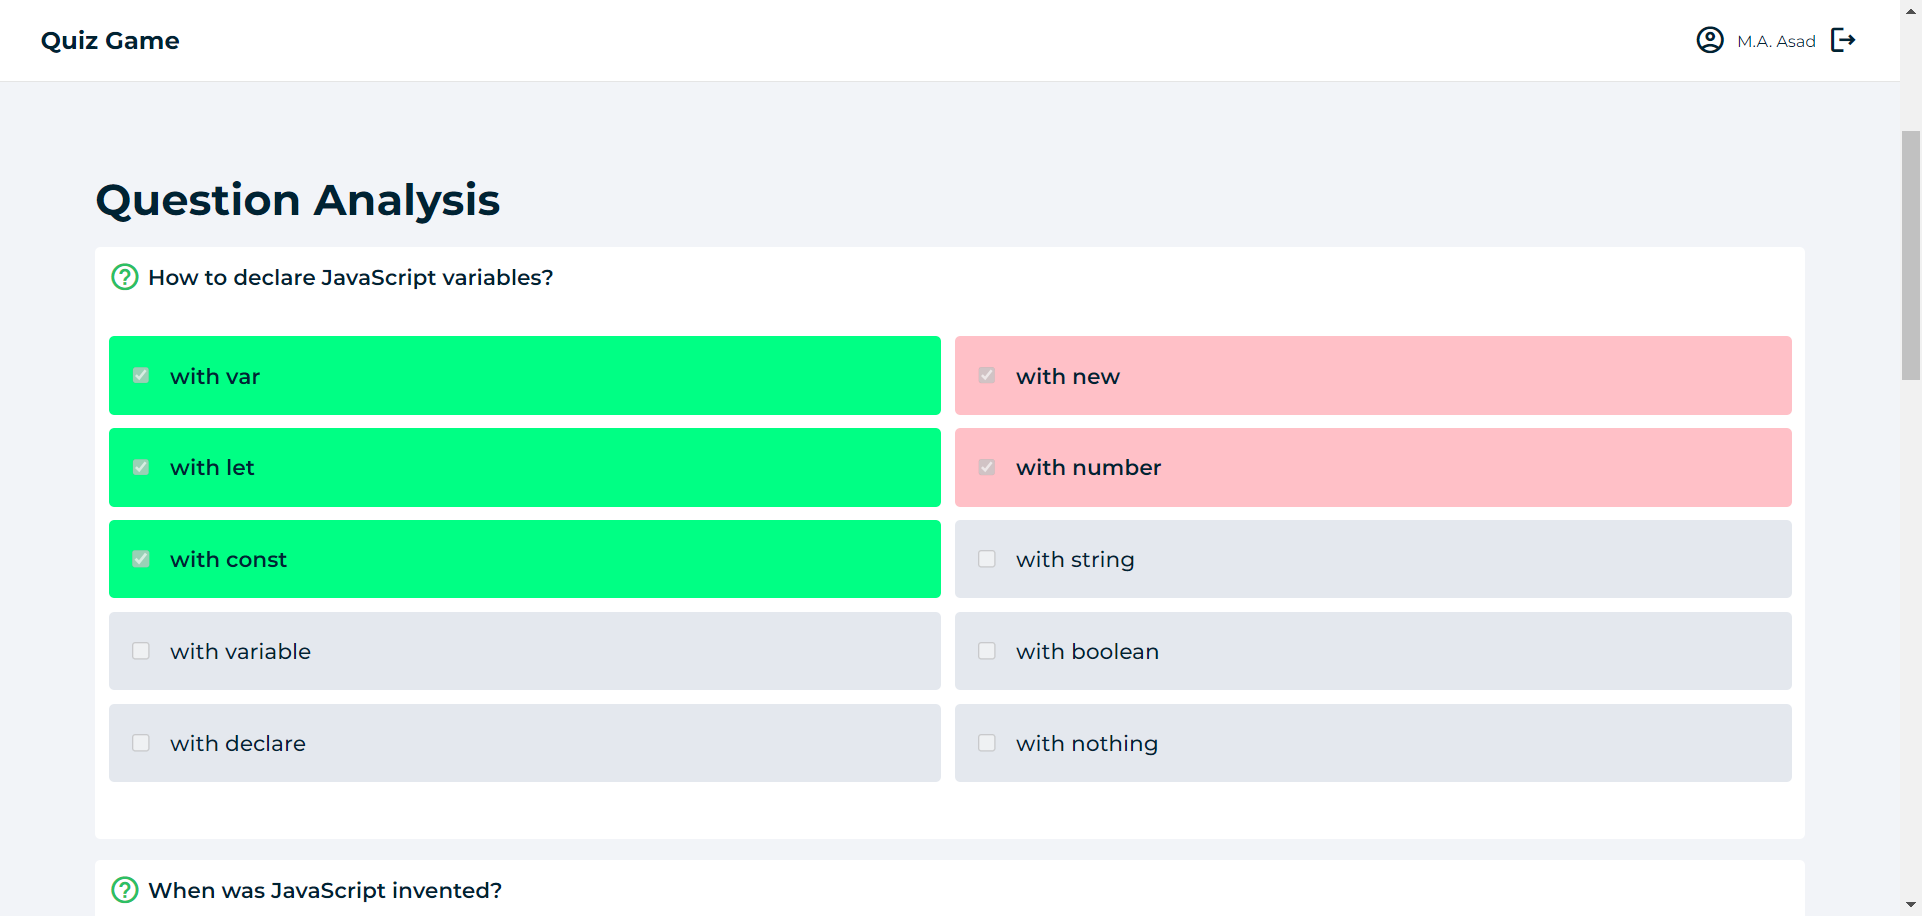 Quiz Game
M.A. Asad
Question Analysis
How to declare JavaScript variables?
with var
with new
with let
with number
with const
with string
with variable
with boolean
with declare
with nothing
When was JavaScript invented?